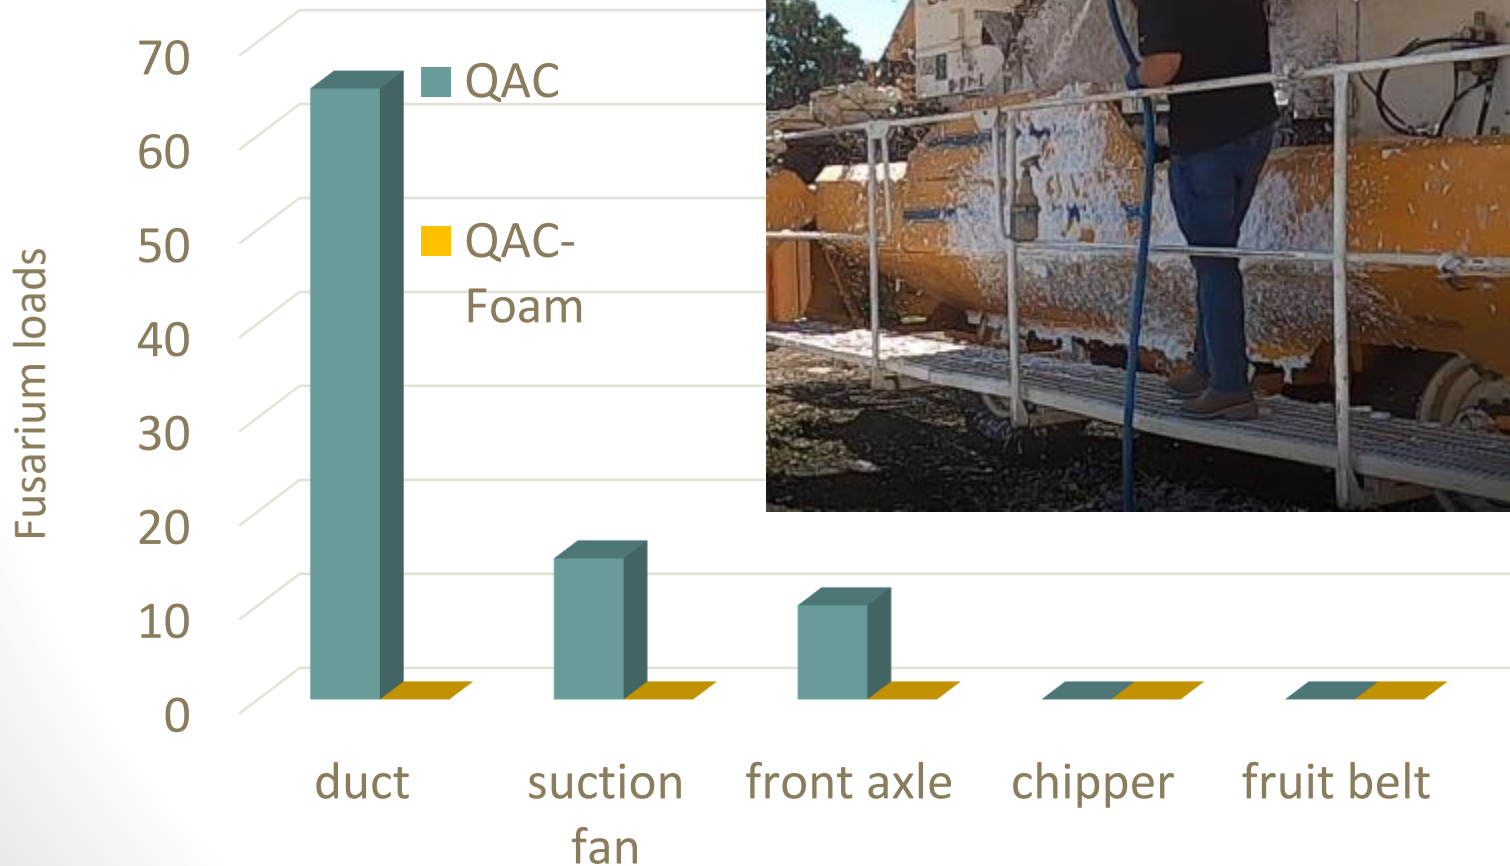 Fusarium loads
70
60
50
40
30
20
10
0
QAC
QAC-
Foam
duct
suction
fan
front axle
chipper
fruit belt